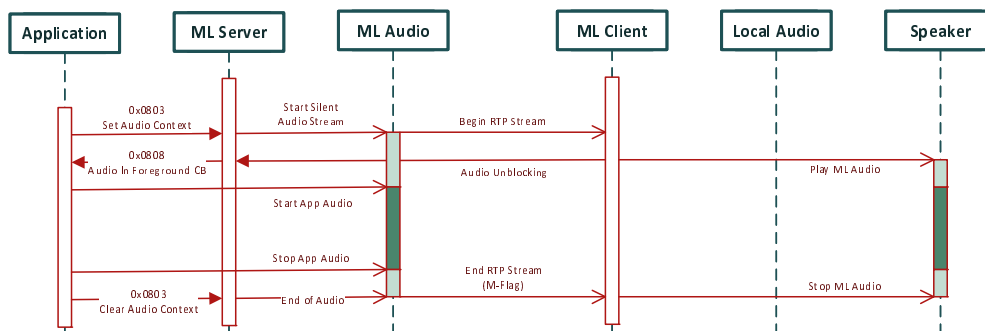 Application
ML Server
ML Audio
ML Client
Local Audio
Speaker
0x0803
Set Audio Context
Start Silent
Audio Stream
Begin RTP Stream
0x0808
Audio In Foreground CB
Audio Unblocking
Play ML Audio
Start App Audio
Stop App Audio
End RTP Stream
(M-Flag)
0x0803
Clear Audio Context
End of Audio
Stop ML Audio